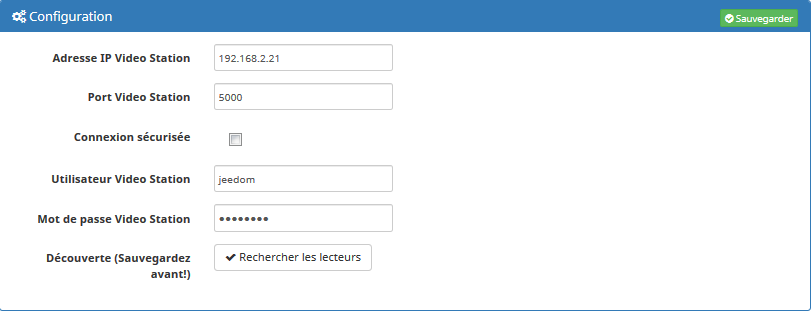 Configuration
Sauvegarder
Adresse IP Video Station
192.168.2.21
Port Video Station
5000
Connexion sécurisée
Utilisateur Video Station
jeedom
Mot de passe Video Station
••••••••
Découverte (Sauvegardez
avant!)
Rechercher les lecteurs